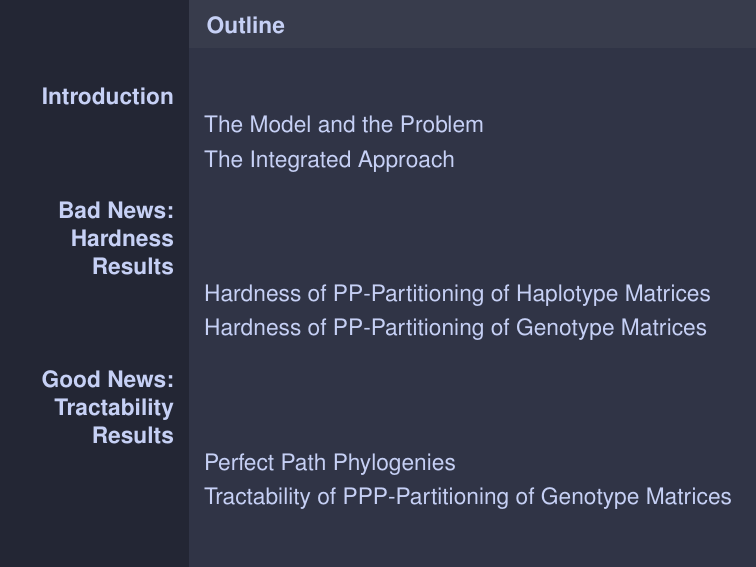 Outline
Introduction
The Model and the Problem
The Integrated Approach
Bad News:
Hardness
Results
Hardness of PP-Partitioning of Haplotype Matrices
Hardness of PP-Partitioning of Genotype Matrices
Good News:
Tractability
Results
Perfect Path Phylogenies
Tractability of PPP-Partitioning of Genotype Matrices